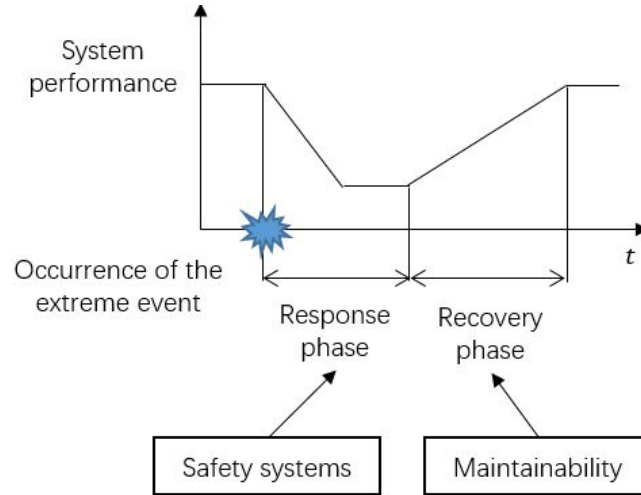 System
performance
t
Occurrence of the
extreme event
Response
phase
Recovery
phase
Safety systems
Maintainability